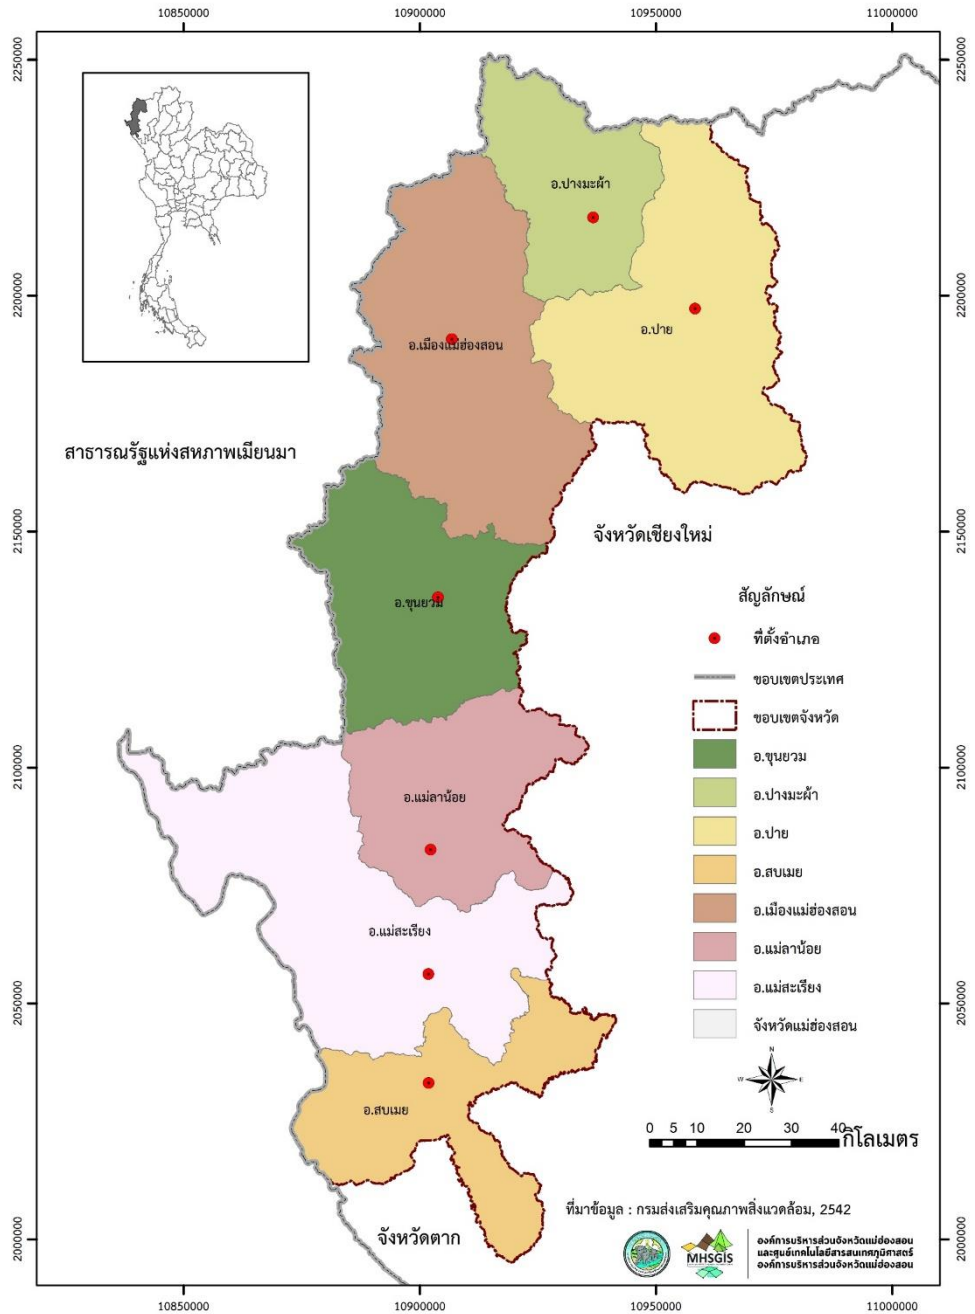 10850000
10900000
10950000
11000000
2250000
2250000
อ.ปางมะผ้า
2200000
2200000
อ.ปาย
อ.เมืองแม่ฮ่องสอน
สาธารณรัฐแห่งสหภาพเมียนมา
2150000
2150000
จังหวัดเชียงใหม่
อ.ขุนยวม
สัญลักษณ์
ที่ตั้งอำเภอ
ขอบเขตประเทศ
ขอบเขตจังหวัด
อ.ขุนยวม
อ.ปางมะผ้า
อ.ปาย
อ.สบเมย
อ.เมืองแม่ฮ่องสอน
อ.แม่ลาน้อย
อ.แม่สะเรียง
จังหวัดแม่ฮ่องสอน
2100000
2100000
อ.แม่ลาน้อย
อ.แม่สะเรียง
2050000
2050000
N
W E
S
0 5 10 20 30 40
กิโลเมตร
อ.สบเมย
จังหวัดตาก
ที่มาข้อมูล : กรมส่งเสริมคุณภาพสิ่งแวดล้อม, 2542
2000000
2000000
MHSGIS
องค์การบริหารส่วนจังหวัดแม่ฮ่องสอน
และศูนย์เทคโนโลยีสารสนเทศภูมิศาสตร์
องค์การบริหารส่วนจังหวัดแม่ฮ่องสอน
10850000
10900000
10950000
11000000